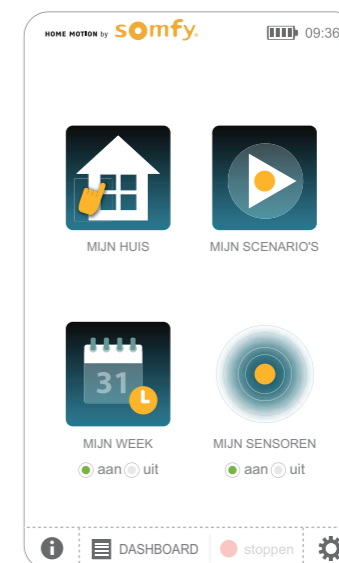 HOME MOTION by somfy. 09:36
MIJN HUIS MIJN SCENARIO'S
31
MIJN WEEK MIJN SENSOREN
aan uit aan uit
i DASHBOARD stoppen